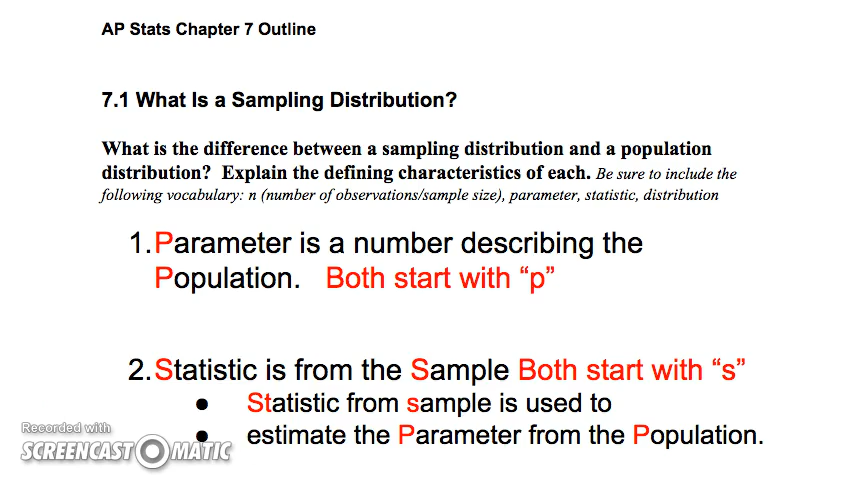 AP Stats Chapter 7 Outline
7.1 What Is a Sampling Distribution?
What is the difference between a sampling distribution and a population
distribution? Explain the defining characteristics of each. Be sure to include the
following vocabulary: n (number of observations/sample size), parameter, statistic, distribution
1. Parameter is a number describing the
Population. Both start with “p”
2. Statistic is from the Sample Both start with “s”
● Statistic from sample is used to
● estimate the Parameter from the Population.
Recorded with
SCREENCAST O MATIC